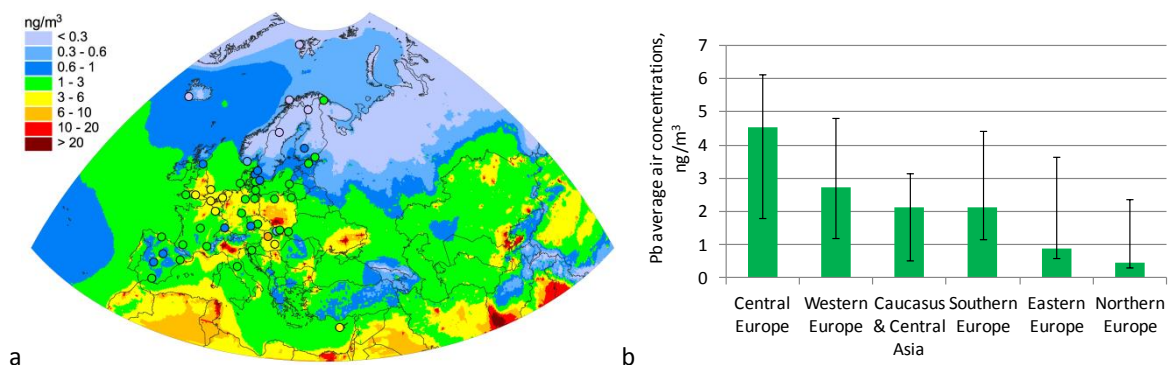 ng/m³
< 0.3
0.3 - 0.6
0.6 - 1
1 - 3
3 - 6
6 - 10
10 - 20
> 20
a
Pb average air concentrations,
ng/m³
7
6
5
4
3
2
1
0
Central
Europe
Western
Europe
Caucasus
& Central
Asia
Southern
Europe
Eastern
Europe
Northern
Europe
b